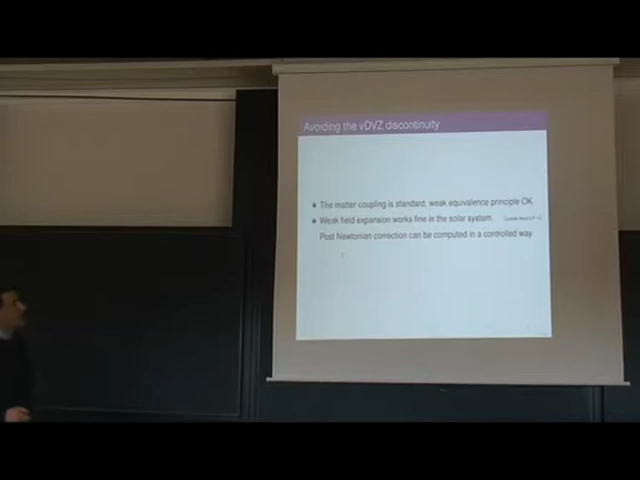 Avoiding the vDVZ discontinuity
The matter coupling is standard, weak equivalence principle OK
Weak field expansion works fine in the solar system
Post Newtonian correction can be computed in a controlled way